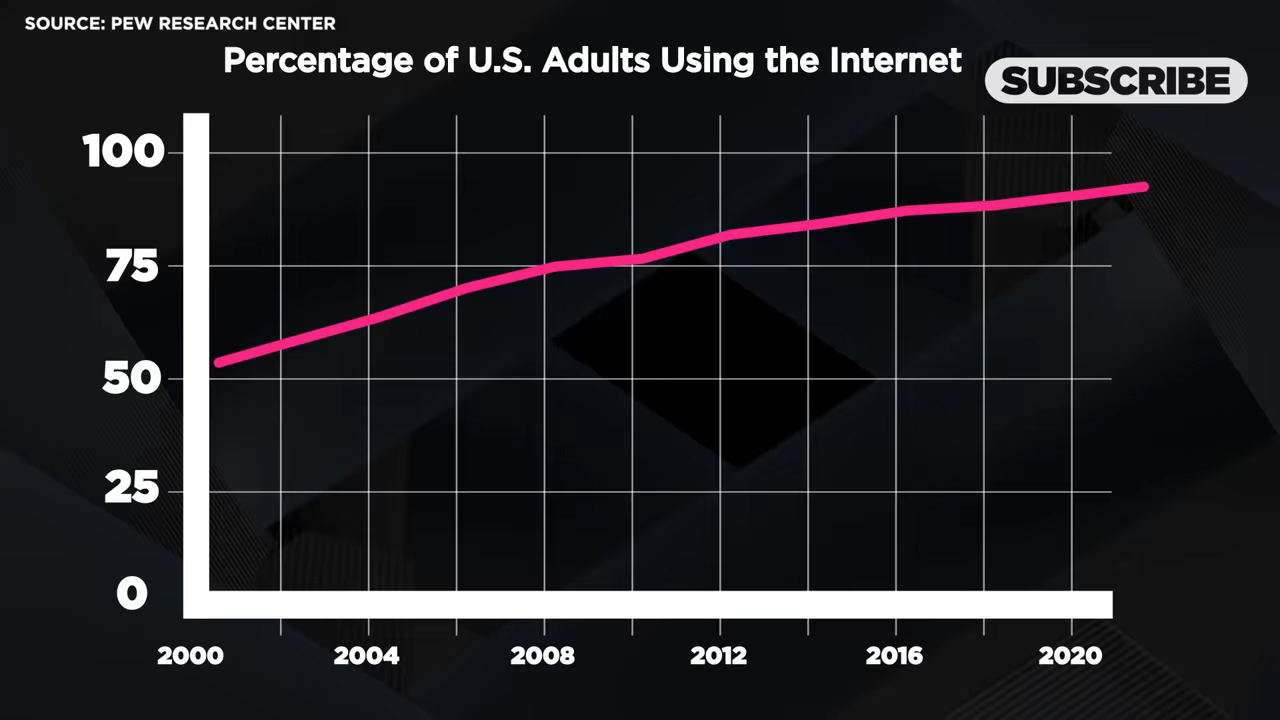 SOURCE: PEW RESEARCH CENTER
Percentage of U.S. Adults Using the Internet
SUBSCRIBE
100
75
50
25
0
2000 2004 2008 2012 2016 2020